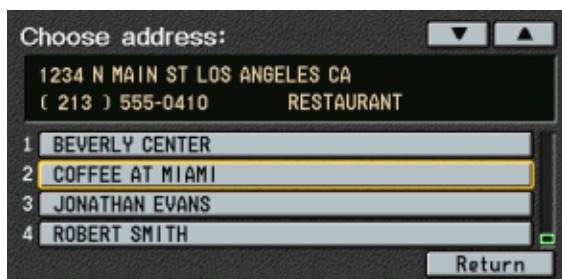 Choose address:
1234 N MAIN ST LOS ANGELES CA
( 213 ) 555-0410 RESTAURANT
1 BEVERLY CENTER
2 COFFEE AT MIAMI
3 JONATHAN EVANS
4 ROBERT SMITH
Return